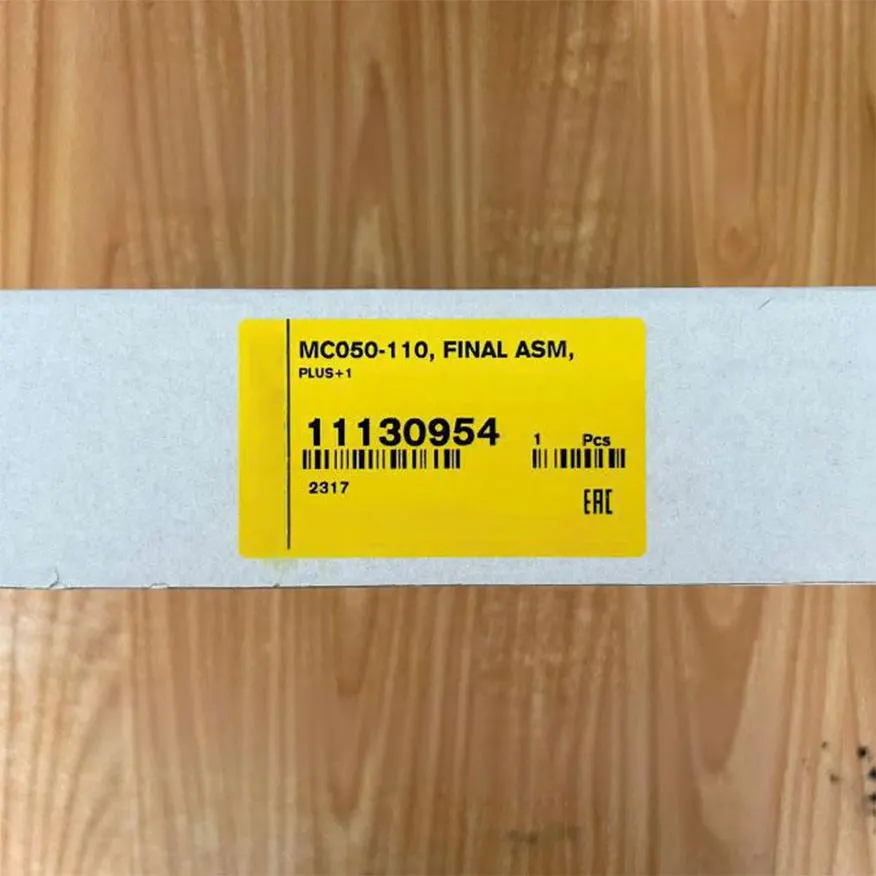 MC050-110, FINAL ASM,
PLUS+1
11130954
1 Pcs
2317
EAC